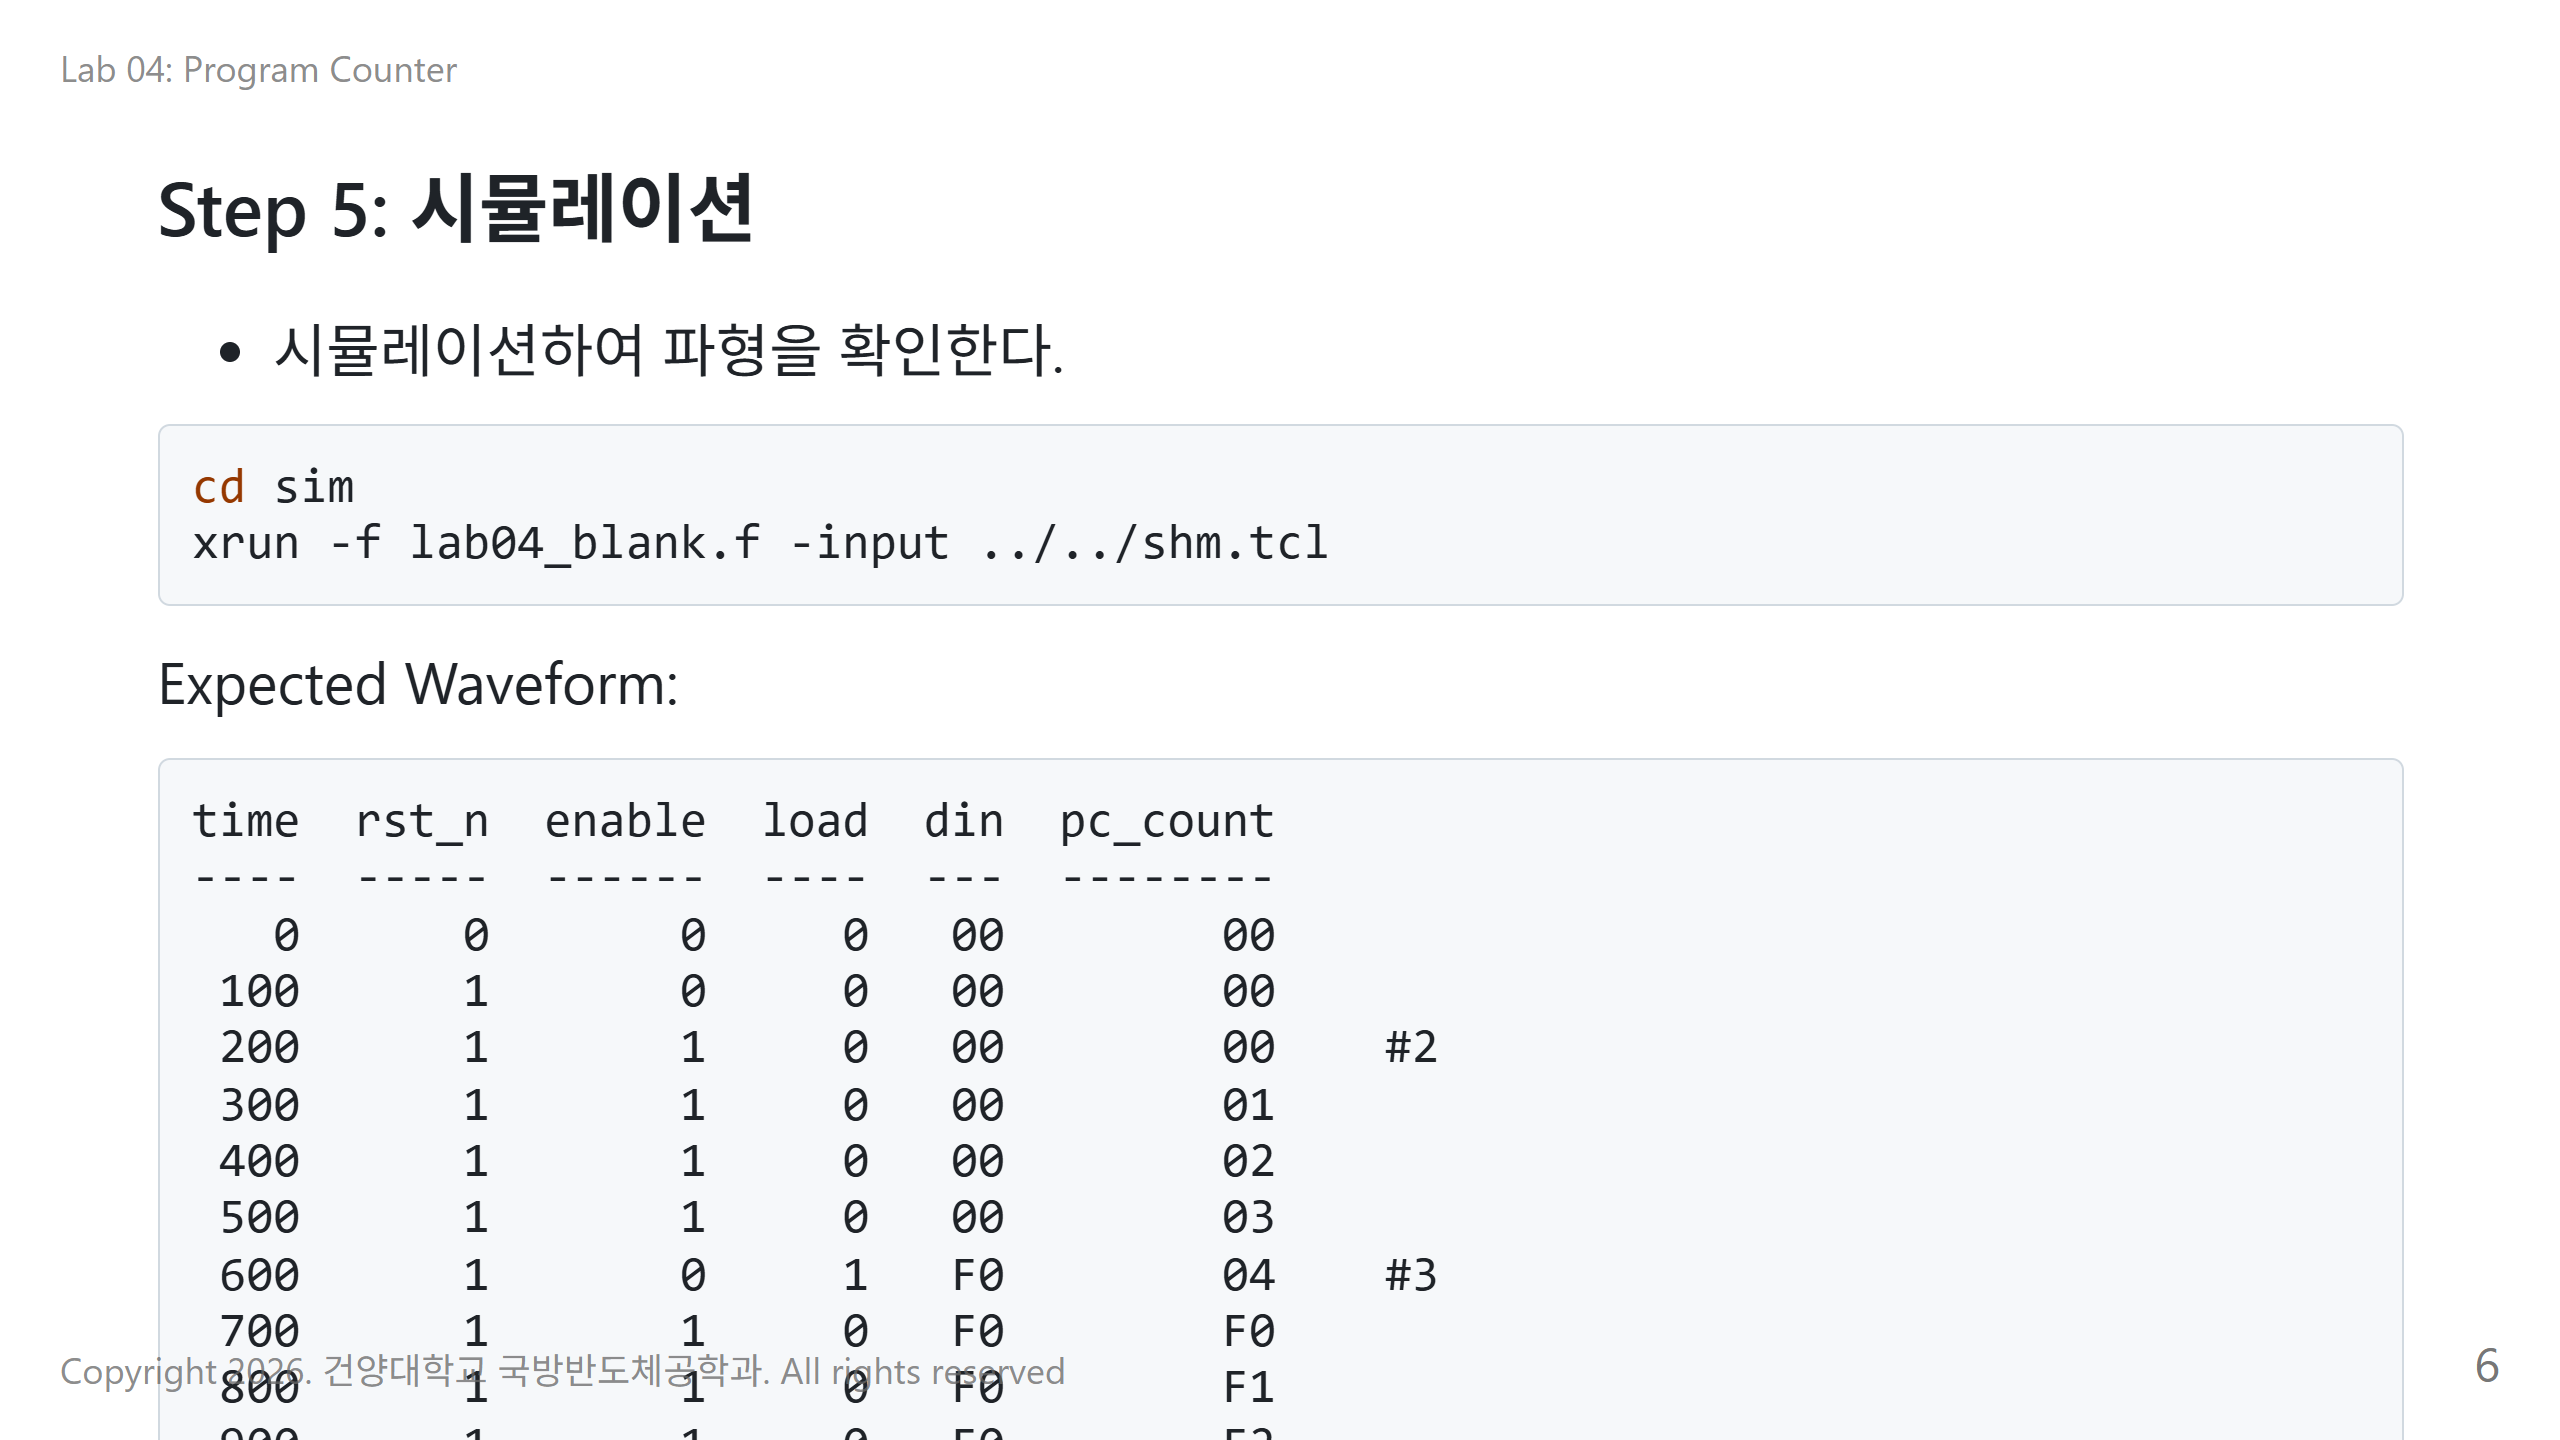 Lab 04: Program Counter
Step 5: 시뮬레이션
• 시뮬레이션하여 파형을 확인한다.
cd sim
xrun -f lab04_blank.f -input ../../shm.tcl
Expected Waveform:
time  rst_n  enable  load  din  pc_count
----  -----  ------  ----  ---  --------
   0      0       0     0   00        00
 100      1       0     0   00        00
 200      1       1     0   00        00    #2
 300      1       1     0   00        01
 400      1       1     0   00        02
 500      1       1     0   00        03
 600      1       0     1   F0        04    #3
 700      1       1     0   F0        F0
 800      1       1     0   F0        F1
 900      1       1     0   F0        F2
Copyright 2026. 건양대학교 국방반도체공학과. All rights reserved
6